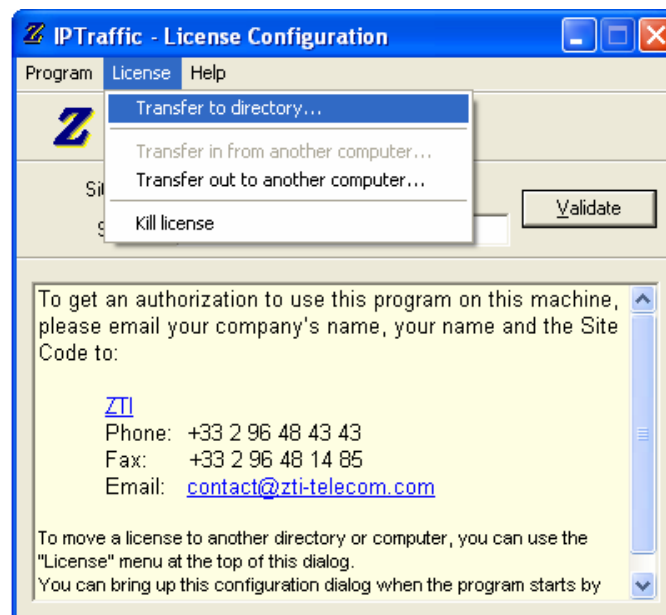 IPTraffic - License Configuration
Program License Help
Transfer to directory...
Transfer in from another computer...
Transfer out to another computer...
Kill license
Validate
To get an authorization to use this program on this machine,
please email your company's name, your name and the Site
Code to:
ZTI
Phone: +33 2 96 48 43 43
Fax: +33 2 96 48 14 85
Email: contact@zti-telecom.com
To move a license to another directory or computer, you can use the
"License" menu at the top of this dialog.
You can bring up this configuration dialog when the program starts by